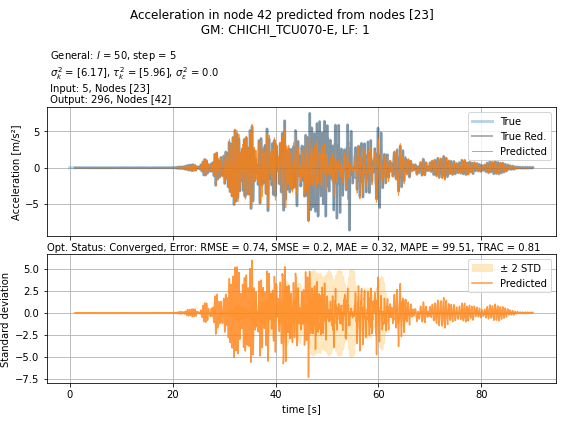 Acceleration in node 42 predicted from nodes [23]
GM: CHICHI_TCU070-E, LF: 1
General: l = 50, step = 5
σ²ₖ = [6.17], τ²ₖ = [5.96], σ²ε = 0.0
Input: 5, Nodes [23]
Output: 296, Nodes [42]
Acceleration [m/s²]
5
0
−5
True
True Red.
Predicted
Opt. Status: Converged, Error: RMSE = 0.74, SMSE = 0.2, MAE = 0.32, MAPE = 99.51, TRAC = 0.81
Standard deviation
5.0
2.5
0.0
−2.5
−5.0
−7.5
± 2 STD
Predicted
0 20 40 60 80
time [s]